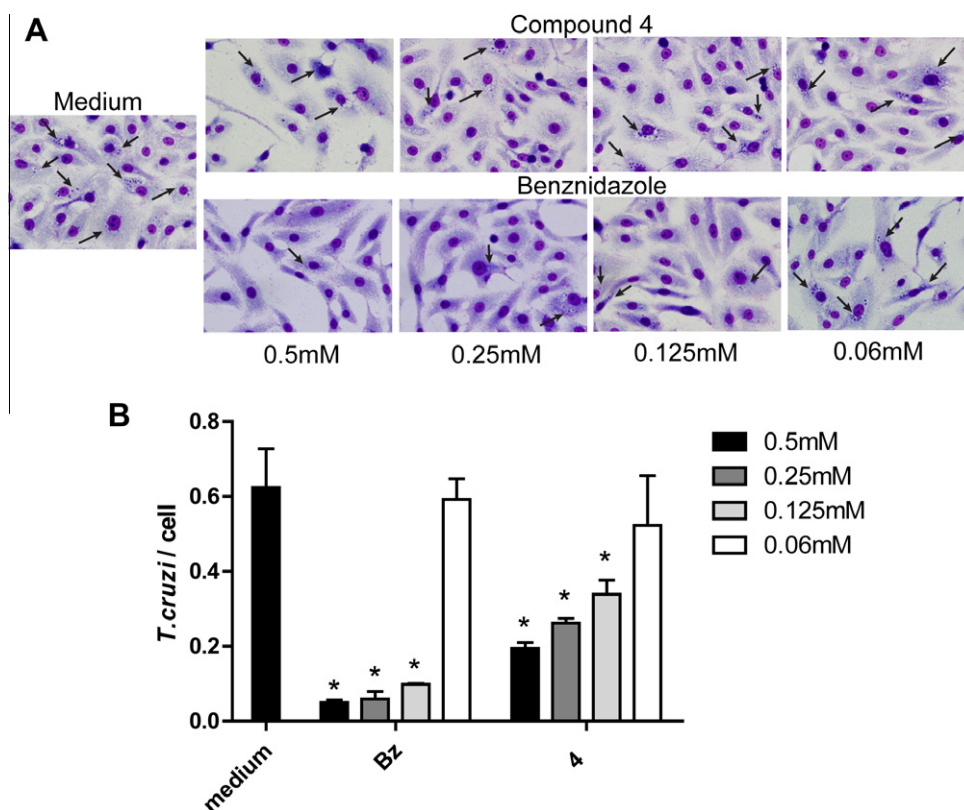 A
Compound 4
Medium
Benznidazole
0.5mM
0.25mM
0.125mM
0.06mM
B
0.8
0.6
0.4
0.2
0.0
T.cruzi / cell
* * * * * *
medium
Bz
4
0.5mM
0.25mM
0.125mM
0.06mM